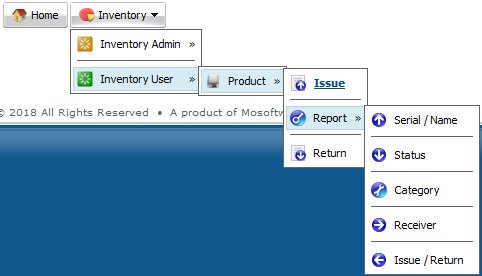 Home
Inventory
Inventory Admin »
Inventory User »
Product »
Issue
Report »
Return
Serial / Name
Status
Category
Receiver
Issue / Return
© 2018 All Rights Reserved • A product of